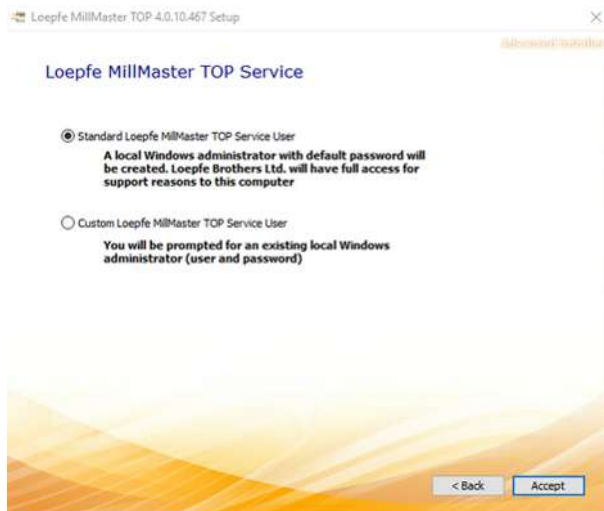 Loepfe MillMaster TOP 4.0.10.467 Setup
Advanced Installer
Loepfe MillMaster TOP Service
Standard Loepfe MillMaster TOP Service User
A local Windows administrator with default password will
be created. Loepfe Brothers Ltd. will have full access for
support reasons to this computer
Custom Loepfe MillMaster TOP Service User
You will be prompted for an existing local Windows
administrator (user and password)
< Back
Accept